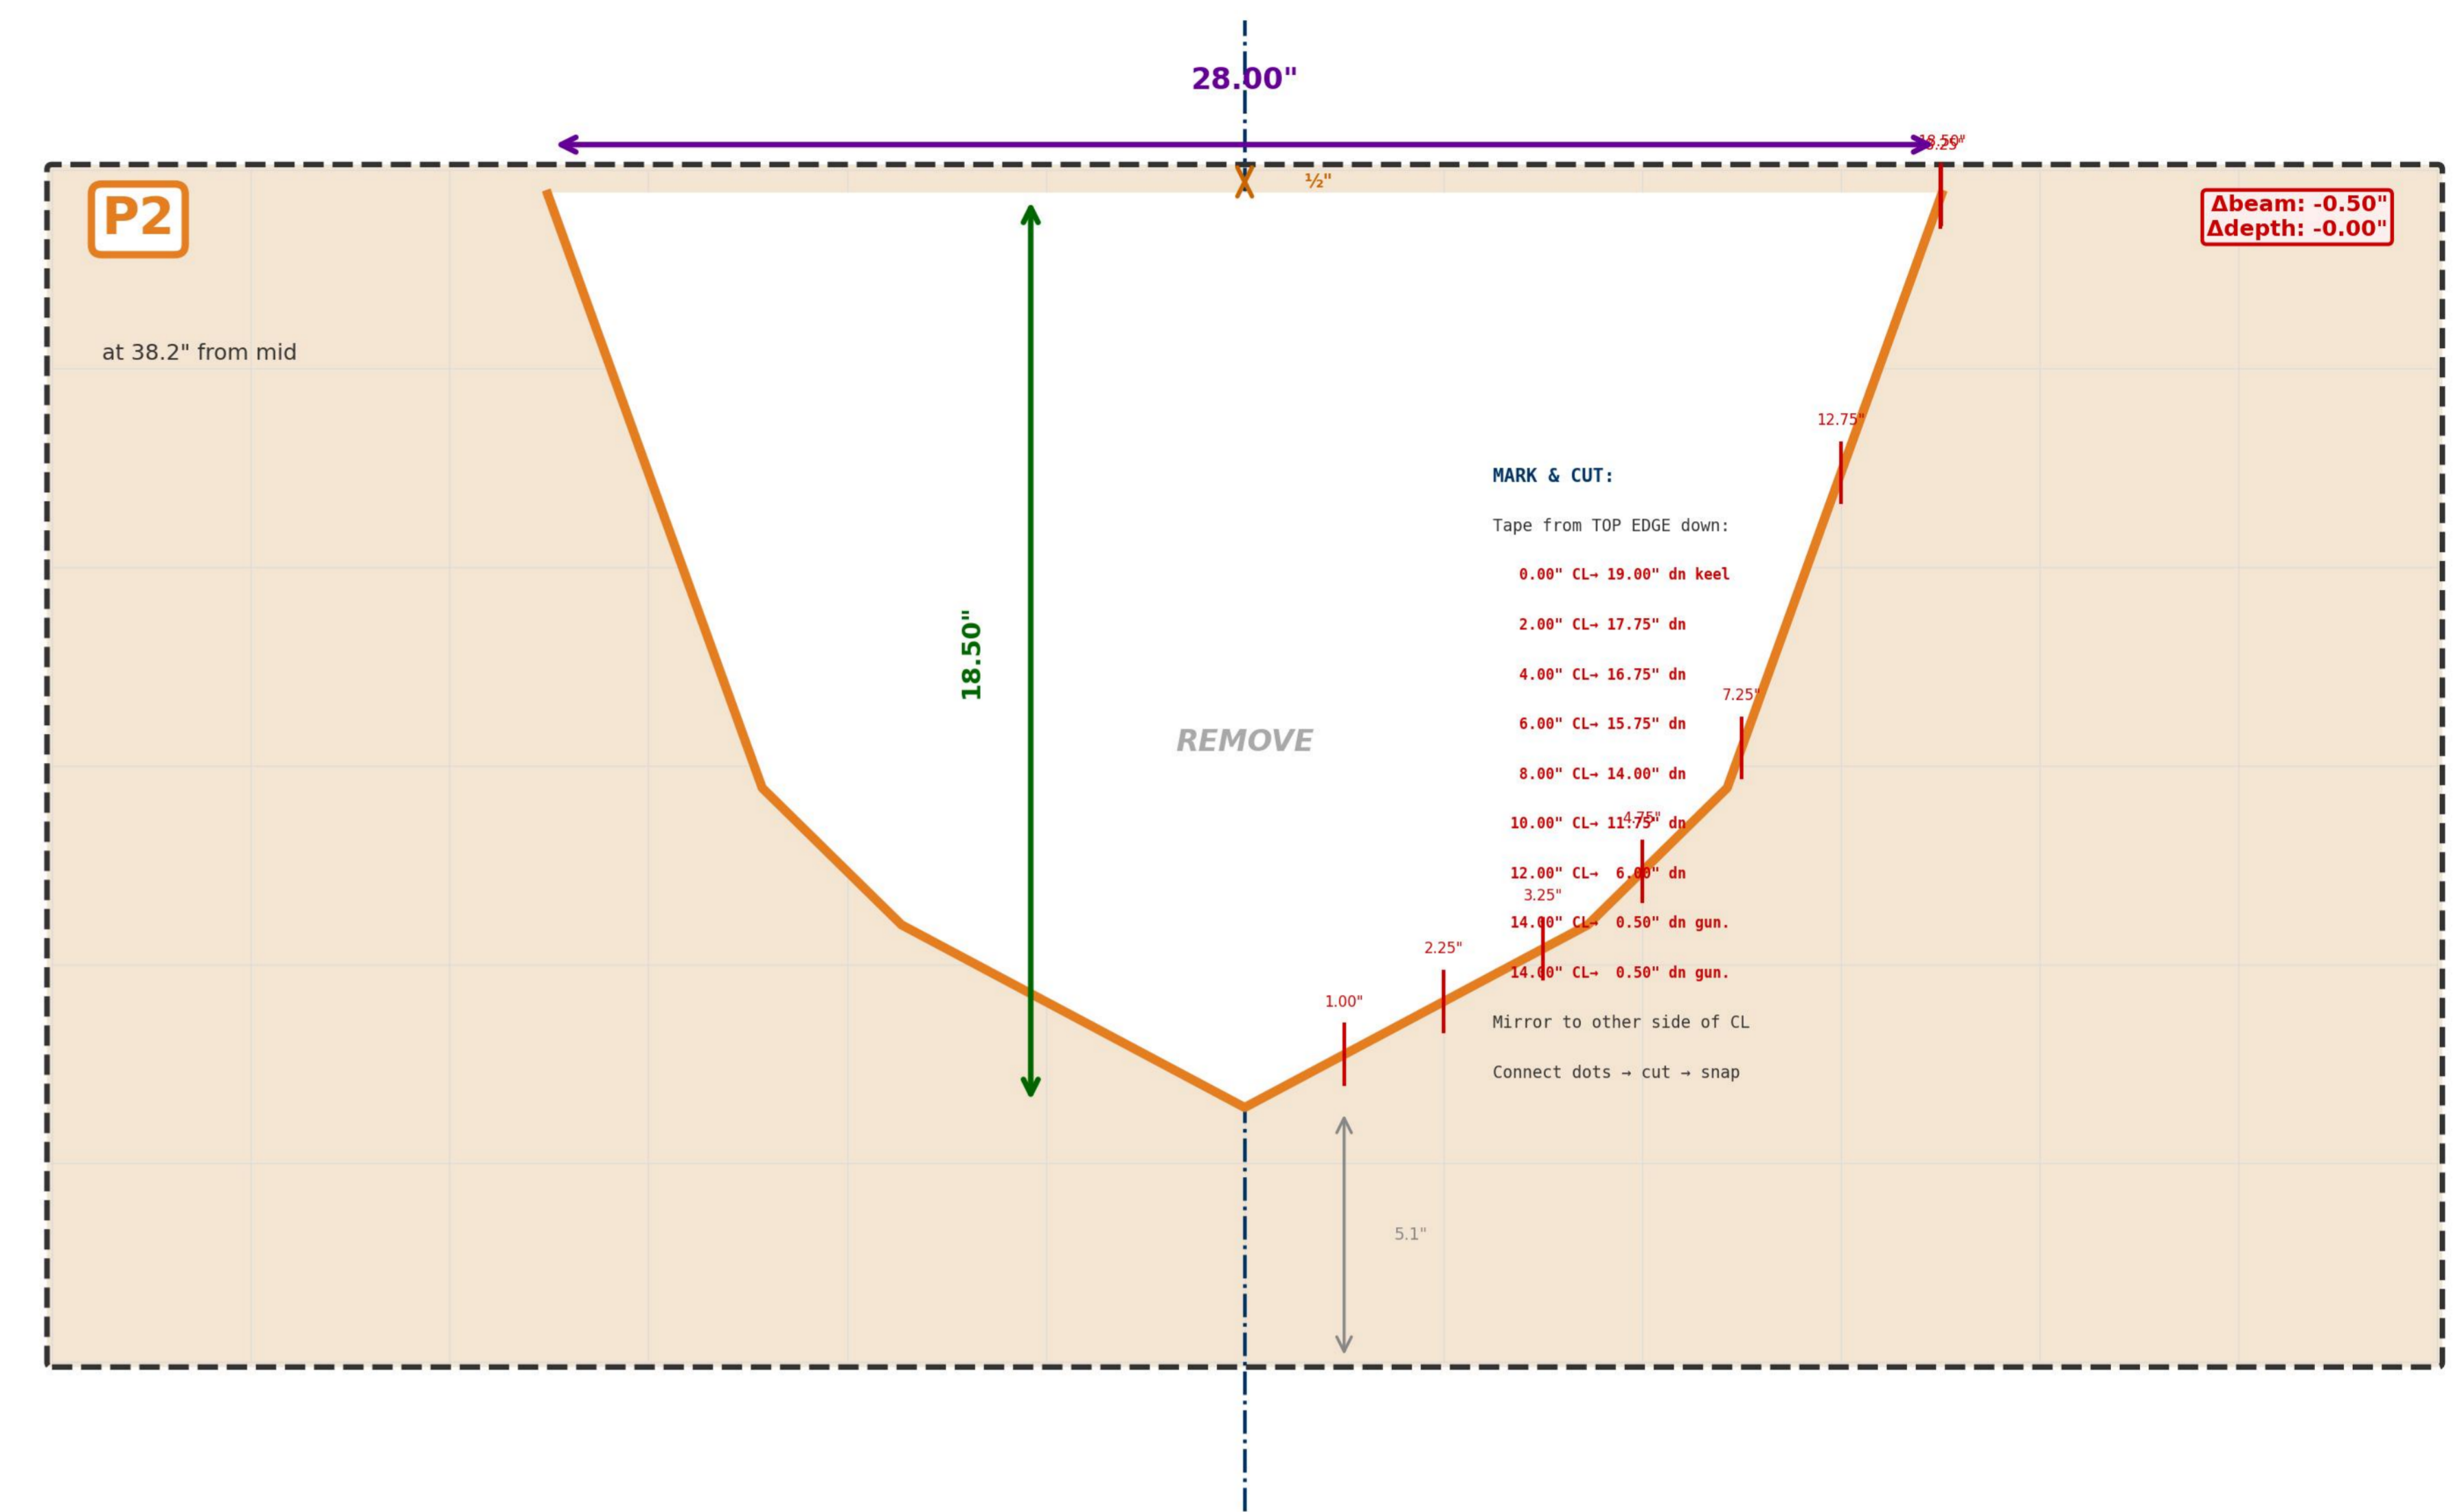 28.00"
18.50"
½"
P2
Δbeam: -0.50"
Δdepth: -0.00"
at 38.2" from mid
12.75"
MARK & CUT:
Tape from TOP EDGE down:
0.00" CL→ 19.00" dn keel
2.00" CL→ 17.75" dn
4.00" CL→ 16.75" dn
18.50"
6.00" CL→ 15.75" dn
7.25"
REMOVE
8.00" CL→ 14.00" dn
4.75"
10.00" CL→ 11.75" dn
12.00" CL→ 6.00" dn
3.25"
14.00" CL→ 0.50" dn gun.
2.25"
14.00" CL→ 0.50" dn gun.
1.00"
Mirror to other side of CL
Connect dots → cut → snap
5.1"